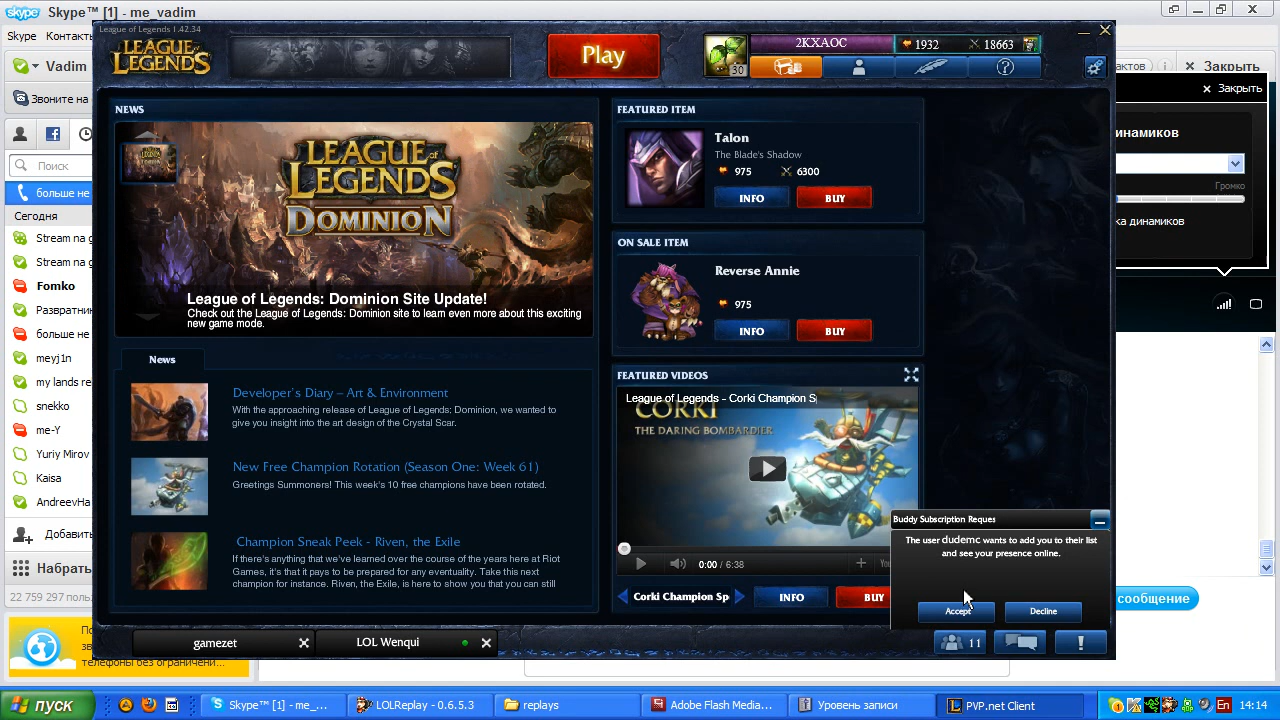 Skype™ [1] - me_vadim
Skype
League of Legends 1.42.34
LEAGUE of LEGENDS
Play
30
2KXAOC
1932
18663
Vadim
Закрыть
Закрыть
Звоните на
NEWS
LEAGUE of LEGENDS
DOMINION
League of Legends: Dominion Site Update!
Check out the League of Legends: Dominion site to learn even more about this exciting
new game mode.
FEATURED ITEM
Talon
The Blade's Shadow
975
6300
INFO
BUY
ON SALE ITEM
Reverse Annie
975
INFO
BUY
FEATURED VIDEOS
League of Legends - Corki Champion Sp
CORKI
THE DARING BOMBARDIER
0:00 / 6:38
Corki Champion Sp
INFO
BUY
News
Developer's Diary – Art & Environment
With the approaching release of League of Legends: Dominion, we wanted to
give you insight into the art design of the Crystal Scar.
New Free Champion Rotation (Season One: Week 61)
Greetings Summoners! This week's 10 free champions have been rotated.
Champion Sneak Peek - Riven, the Exile
If there's anything that we've learned over the course of the years here at Riot
Games, it's that it pays to be prepared for any eventuality. Take this next
champion for instance. Riven, the Exile, is here to show you that you can still
Buddy Subscription Reques
The user dudemc wants to add you to their list
and see your presence online.
Accept
Decline
11
gamezet
LOL Wenqui
Поиск
больше не
Сегодня
Stream на g
Stream на g
Fomko
Развратни
больше не
meyj1n
my lands re
snekko
me-Y
Yuriy Mirov
Kaisa
AndreevHa
Добавить
Набрать
22 759 297 польз
телефоны без ограничени...
динамиков
Громко
ка динамиков
сообщение
пуск
Skype™ [1] - me_...
LOLReplay - 0.6.5.3
replays
Adobe Flash Media...
Уровень записи
PVP.net Client
En
14:14